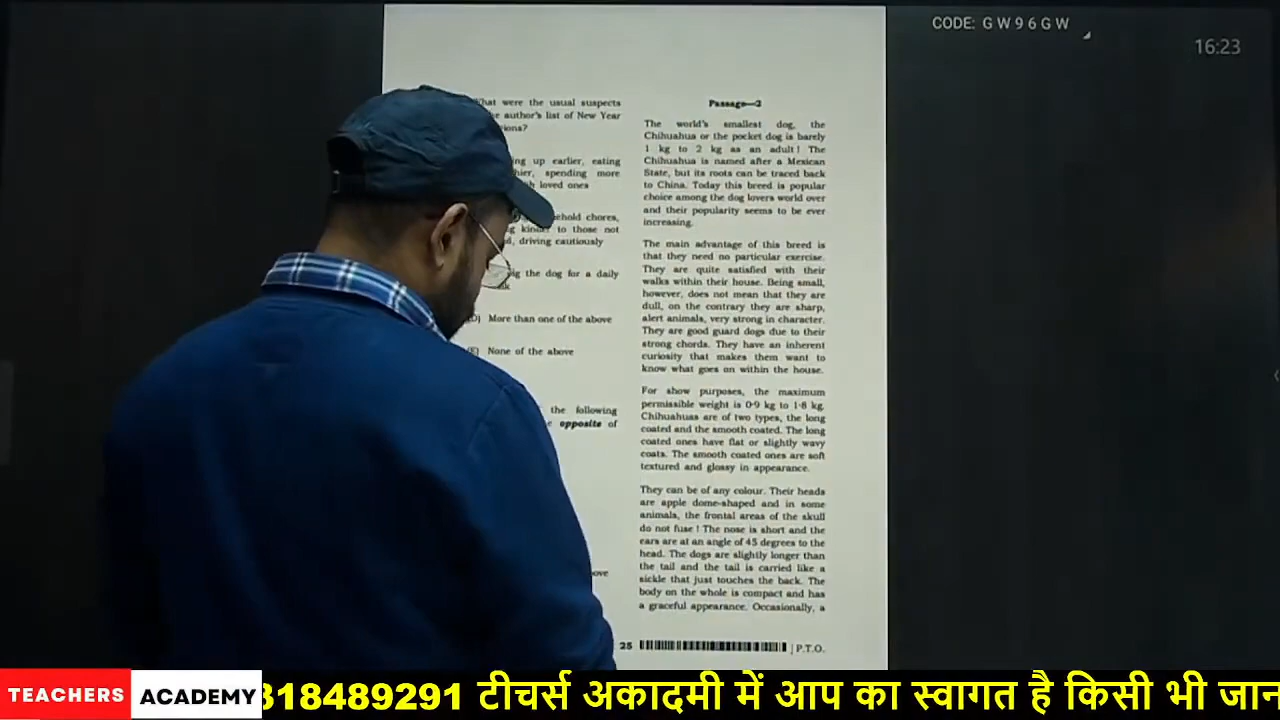 CODE: GW96GW
16:23
What were the usual suspects
author's list of New Year
up earlier, eating
spending more
loved ones
chores,
to those not
driving cautiously
the dog for a daily
More than one of the above
(E) None of the above
the following
opposite of
25
Passage—2
The world's smallest dog, the
Chihuahua or the pocket dog is barely
1 kg to 2 kg as an adult! The
Chihuahua is named after a Mexican
State, but its roots can be traced back
to China. Today this breed is popular
choice among the dog lovers world over
and their popularity seems to be ever
increasing.
The main advantage of this breed is
that they need no particular exercise.
They are quite satisfied with their
walks within their house. Being small,
however, does not mean that they are
dull, on the contrary they are sharp,
alert animals, very strong in character.
They are good guard dogs due to their
strong chords. They have an inherent
curiosity that makes them want to
know what goes on within the house.
For show purposes, the maximum
permissible weight is 0·9 kg to 1·8 kg.
Chihuahuas are of two types, the long
coated and the smooth coated. The long
coated ones have flat or slightly wavy
coats. The smooth coated ones are soft
textured and glossy in appearance.
They can be of any colour. Their heads
are apple dome-shaped and in some
animals, the frontal areas of the skull
do not fuse! The nose is short and the
ears are at an angle of 45 degrees to the
head. The dogs are slightly longer than
the tail and the tail is carried like a
sickle that just touches the back. The
body on the whole is compact and has
a graceful appearance. Occasionally, a
P.T.O.
TEACHERS ACADEMY
318489291 टीचर्स अकादमी में आप का स्वागत है किसी भी जान